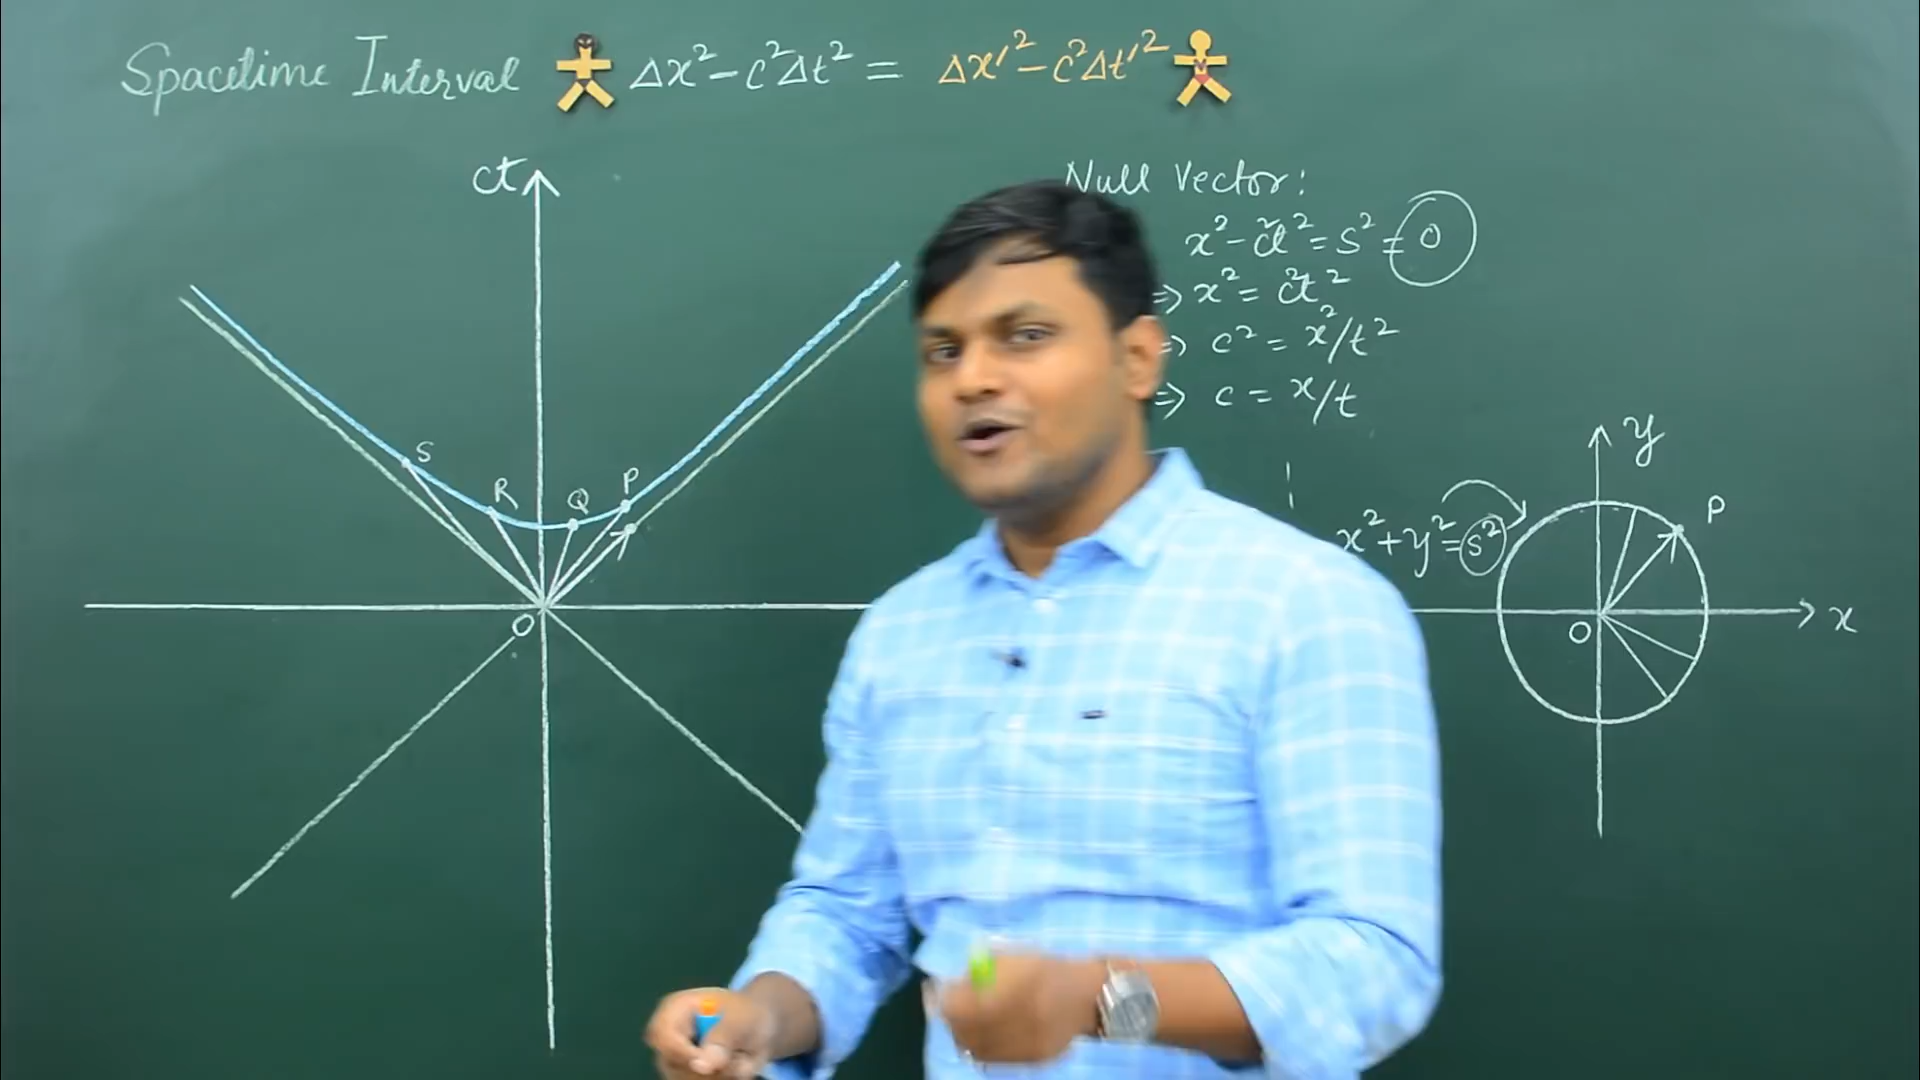 Spacetime Interval Δx² - c²Δt² = Δx'² - c²Δt'²
ct
Null Vector:
x² - c²t² = S² = 0
⇒ x² = c²t²
⇒ c² = x²/t²
⇒ c = x/t
S
R
Q
P
O
y
P
x² + y² = S²
O
x